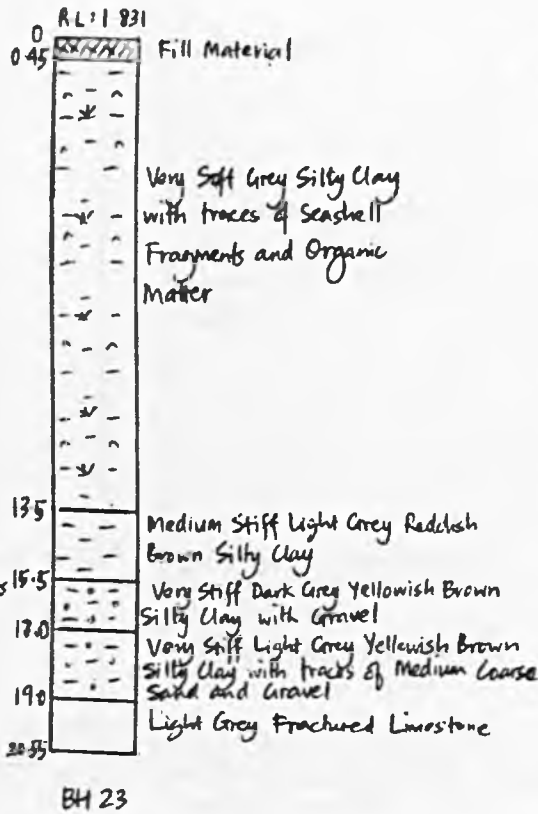 RL: 1 831
0
0.45
Fill Material
Very Soft Grey Silty Clay
with traces of Seashell
Fragments and Organic
Matter
13.5
Medium Stiff Light Grey Reddish
Brown Silty Clay
15.5
Very Stiff Dark Grey Yellowish Brown
Silty Clay with Gravel
17.0
Very Stiff Light Grey Yellowish Brown
Silty Clay with traces of Medium Coarse
Sand and Gravel
19.0
Light Grey Fractured Limestone
20.55
BH 23